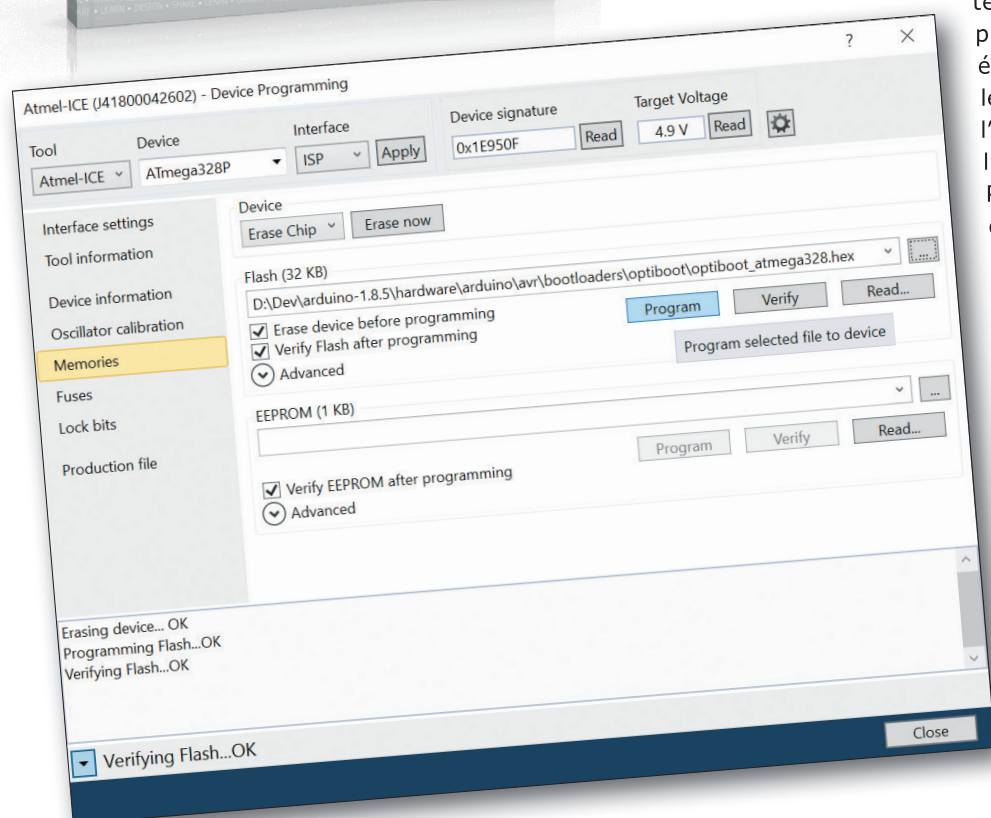 LEARN • DESIGN • SHARE •
Atmel-ICE (J41800042602) - Device Programming
? ×
Tool Device Interface Device signature Target Voltage
Atmel-ICE ATmega328P ISP Apply 0x1E950F Read 4.9 V Read
Interface settings
Tool information
Device information
Oscillator calibration
Memories
Fuses
Lock bits
Production file
Device
Erase Chip Erase now
Flash (32 KB)
D:\Dev\arduino-1.8.5\hardware\arduino\avr\bootloaders\optiboot\optiboot_atmega328.hex ...
Erase device before programming
Program Verify Read...
Verify Flash after programming
Program selected file to device
Advanced
EEPROM (1 KB)
...
Program Verify Read...
Verify EEPROM after programming
Advanced
Erasing device... OK
Programming Flash...OK
Verifying Flash...OK
Verifying Flash...OK
Close